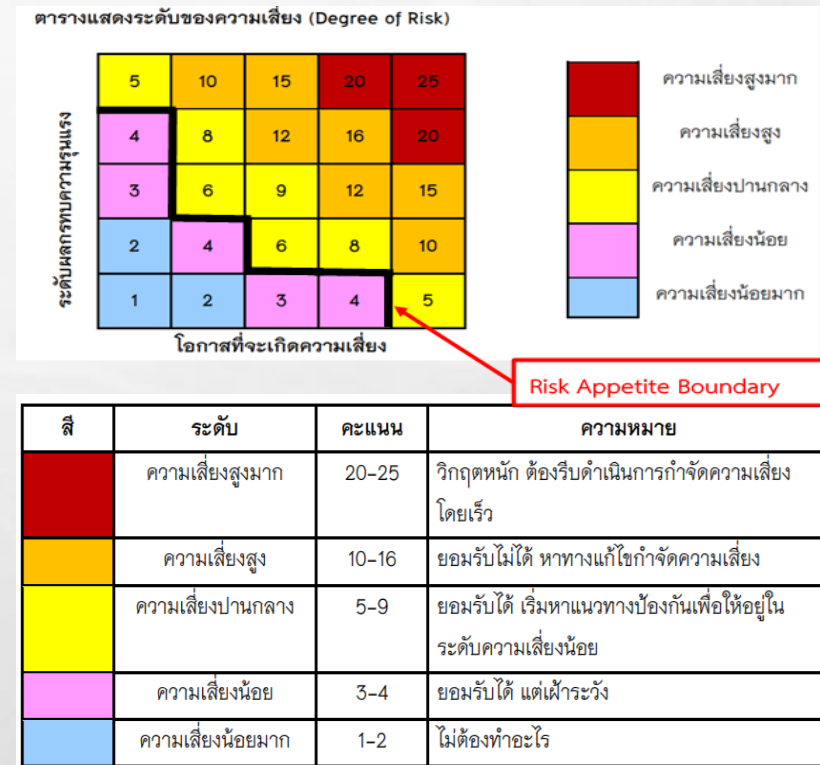 ตารางแสดงระดับของความเสี่ยง (Degree of Risk)
ระดับผลกระทบความรุนแรง
5 10 15 20 25
4 8 12 16 20
3 6 9 12 15
2 4 6 8 10
1 2 3 4 5
โอกาสที่จะเกิดความเสี่ยง
ความเสี่ยงสูงมาก
ความเสี่ยงสูง
ความเสี่ยงปานกลาง
ความเสี่ยงน้อย
ความเสี่ยงน้อยมาก
Risk Appetite Boundary
สี ระดับ คะแนน ความหมาย
ความเสี่ยงสูงมาก 20-25 วิกฤตหนัก ต้องรีบดำเนินการกำจัดความเสี่ยง
โดยเร็ว
ความเสี่ยงสูง 10-16 ยอมรับไม่ได้ หาทางแก้ไขกำจัดความเสี่ยง
ความเสี่ยงปานกลาง 5-9 ยอมรับได้ เริ่มหาแนวทางป้องกันเพื่อให้อยู่ใน
ระดับความเสี่ยงน้อย
ความเสี่ยงน้อย 3-4 ยอมรับได้ แต่เฝ้าระวัง
ความเสี่ยงน้อยมาก 1-2 ไม่ต้องทำอะไร